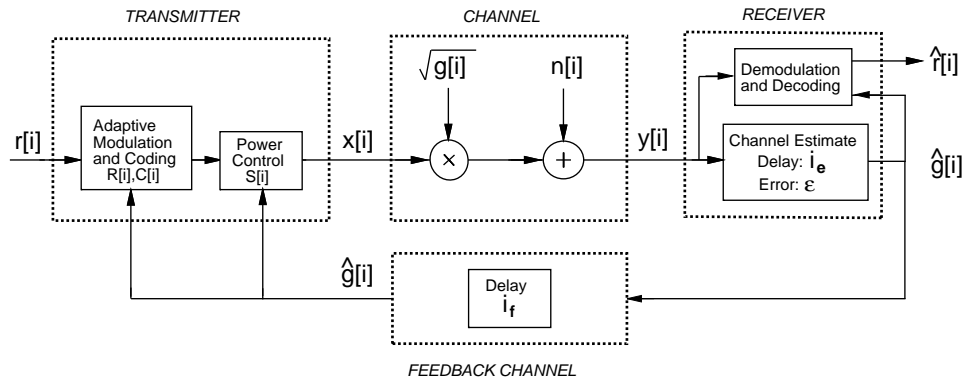 TRANSMITTER
CHANNEL
RECEIVER
r[i]
Adaptive
Modulation
and Coding
R[i],C[i]
Power
Control
S[i]
x[i]
√g[i]
n[i]
×
+
y[i]
Demodulation
and Decoding
r̂[i]
Channel Estimate
Delay: i_e
Error: ε
ĝ[i]
ĝ[i]
Delay
i_f
FEEDBACK CHANNEL